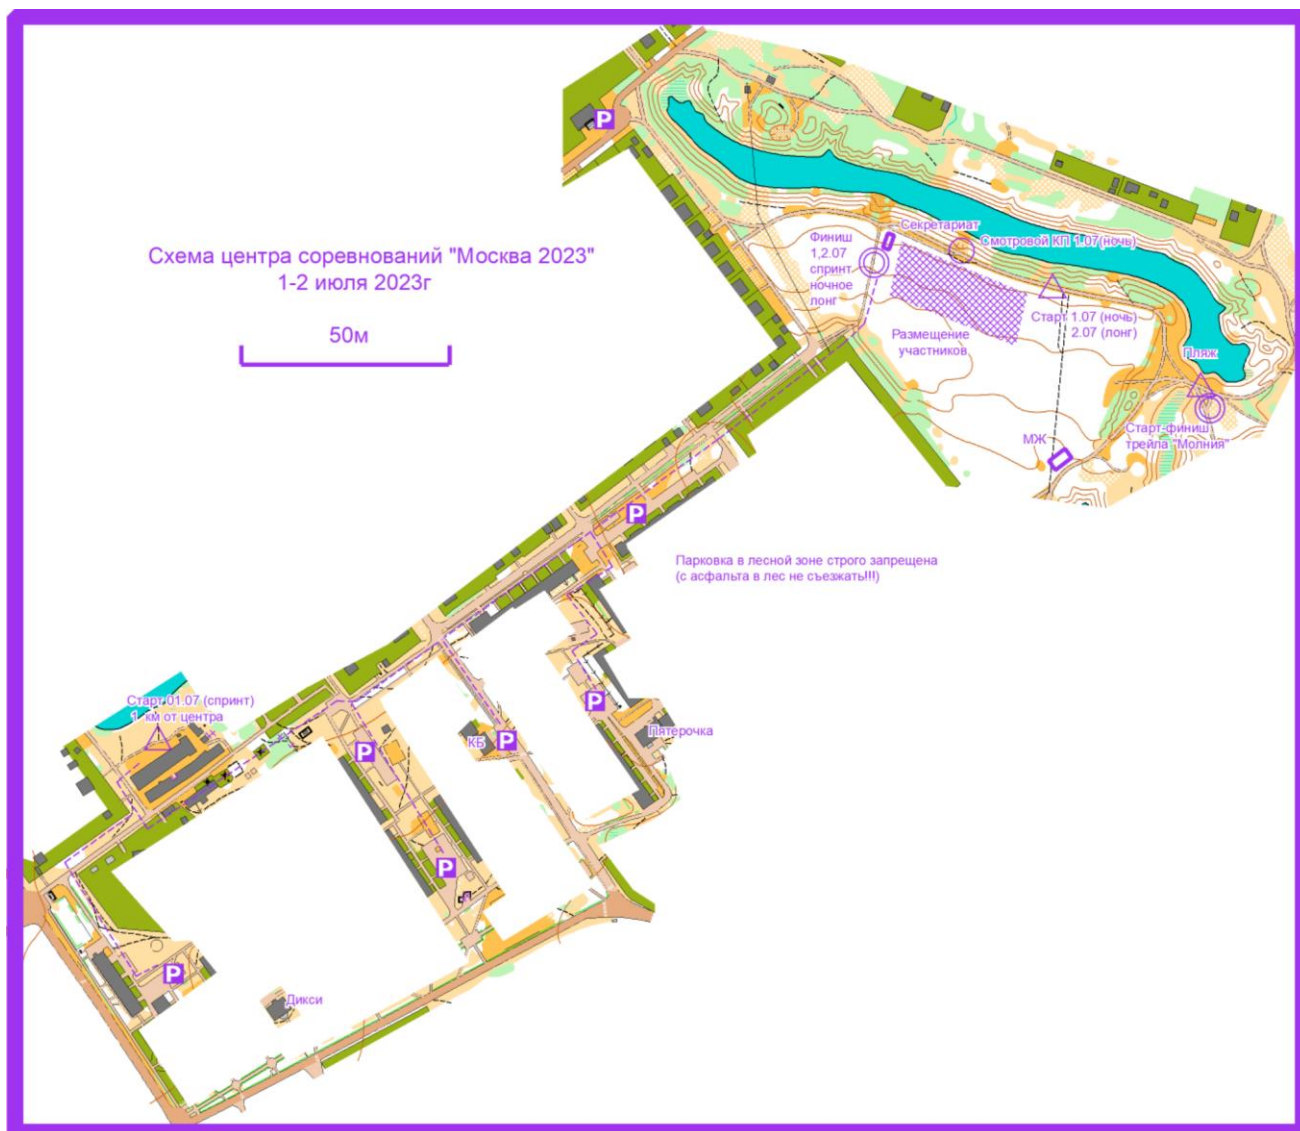 Схема центра соревнований "Москва 2023"
1-2 июля 2023г
50м
P
Секретариат
Смотровой КП 1.07(ночь)
Финиш
1,2.07
спринт
ночное
лонг
Размещение
участников
Старт 1.07 (ночь)
2.07 (лонг)
Пляж
Старт-финиш
трейла "Молния"
МЖ
P
Парковка в лесной зоне строго запрещена
(с асфальта в лес не съезжать!!!)
Старт 01.07 (спринт)
1 км от центра
P
Пятерочка
КБ
P
P
P
P
Дикси